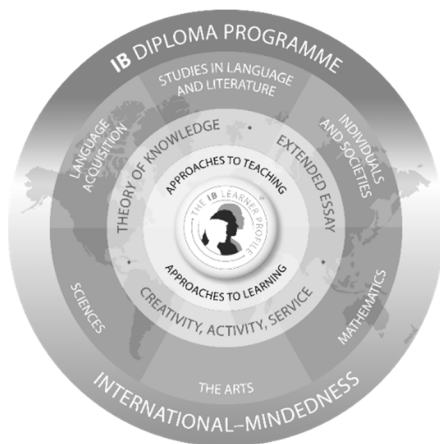 IB DIPLOMA PROGRAMME
STUDIES IN LANGUAGE
AND LITERATURE
LANGUAGE
ACQUISITION
INDIVIDUALS
AND SOCIETIES
THEORY OF KNOWLEDGE
EXTENDED ESSAY
APPROACHES TO TEACHING
THE IB LEARNER PROFILE
APPROACHES TO LEARNING
CREATIVITY, ACTIVITY, SERVICE
SCIENCES
MATHEMATICS
THE ARTS
INTERNATIONAL–MINDEDNESS